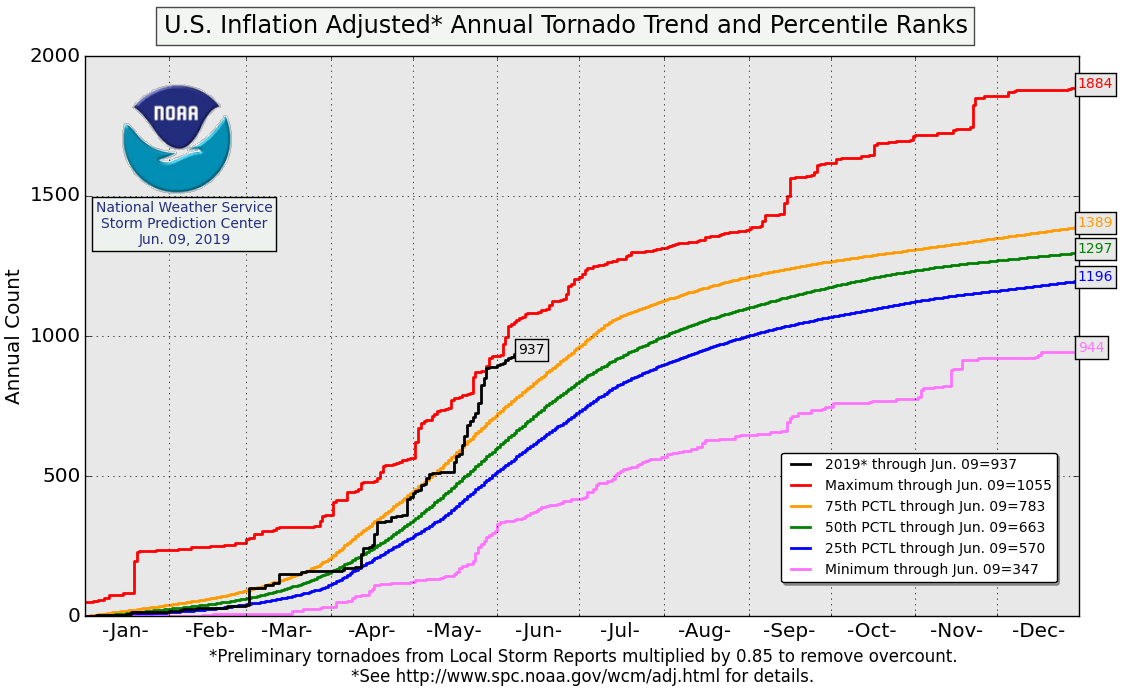 U.S. Inflation Adjusted* Annual Tornado Trend and Percentile Ranks
2000
1500
1000
500
0
Annual Count
NOAA
National Weather Service
Storm Prediction Center
Jun. 09, 2019
1884
1389
1297
1196
944
937
2019* through Jun. 09=937
Maximum through Jun. 09=1055
75th PCTL through Jun. 09=783
50th PCTL through Jun. 09=663
25th PCTL through Jun. 09=570
Minimum through Jun. 09=347
-Jan- -Feb- -Mar- -Apr- -May- -Jun- -Jul- -Aug- -Sep- -Oct- -Nov- -Dec-
*Preliminary tornadoes from Local Storm Reports multiplied by 0.85 to remove overcount.
*See http://www.spc.noaa.gov/wcm/adj.html for details.